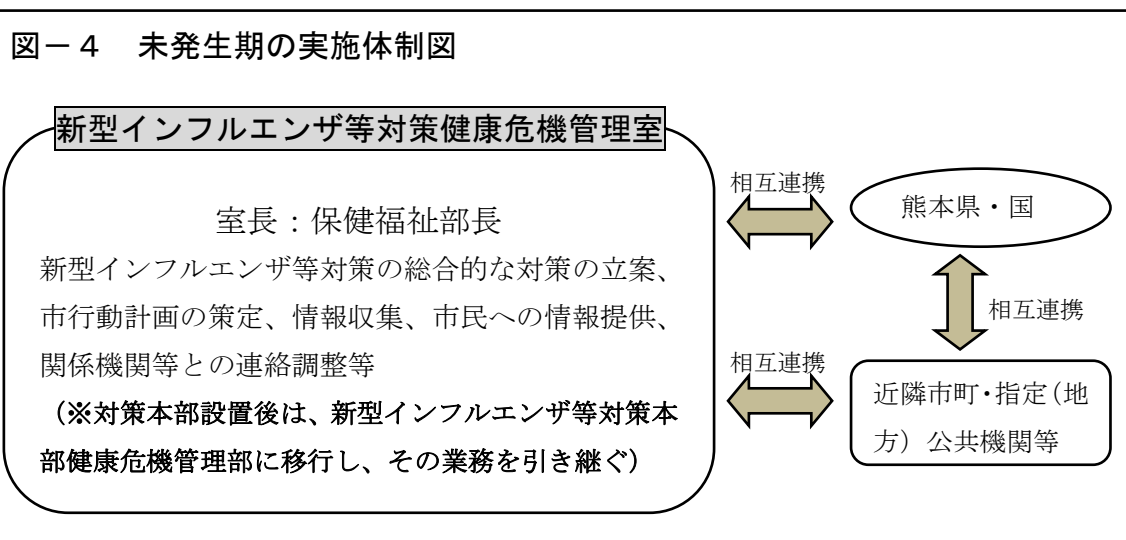 図－４　未発生期の実施体制図
新型インフルエンザ等対策健康危機管理室
室長：保健福祉部長
新型インフルエンザ等対策の総合的な対策の立案、
市行動計画の策定、情報収集、市民への情報提供、
関係機関等との連絡調整等
（※対策本部設置後は、新型インフルエンザ等対策本
部健康危機管理部に移行し、その業務を引き継ぐ）
相互連携
熊本県・国
相互連携
相互連携
近隣市町・指定（地
方）公共機関等